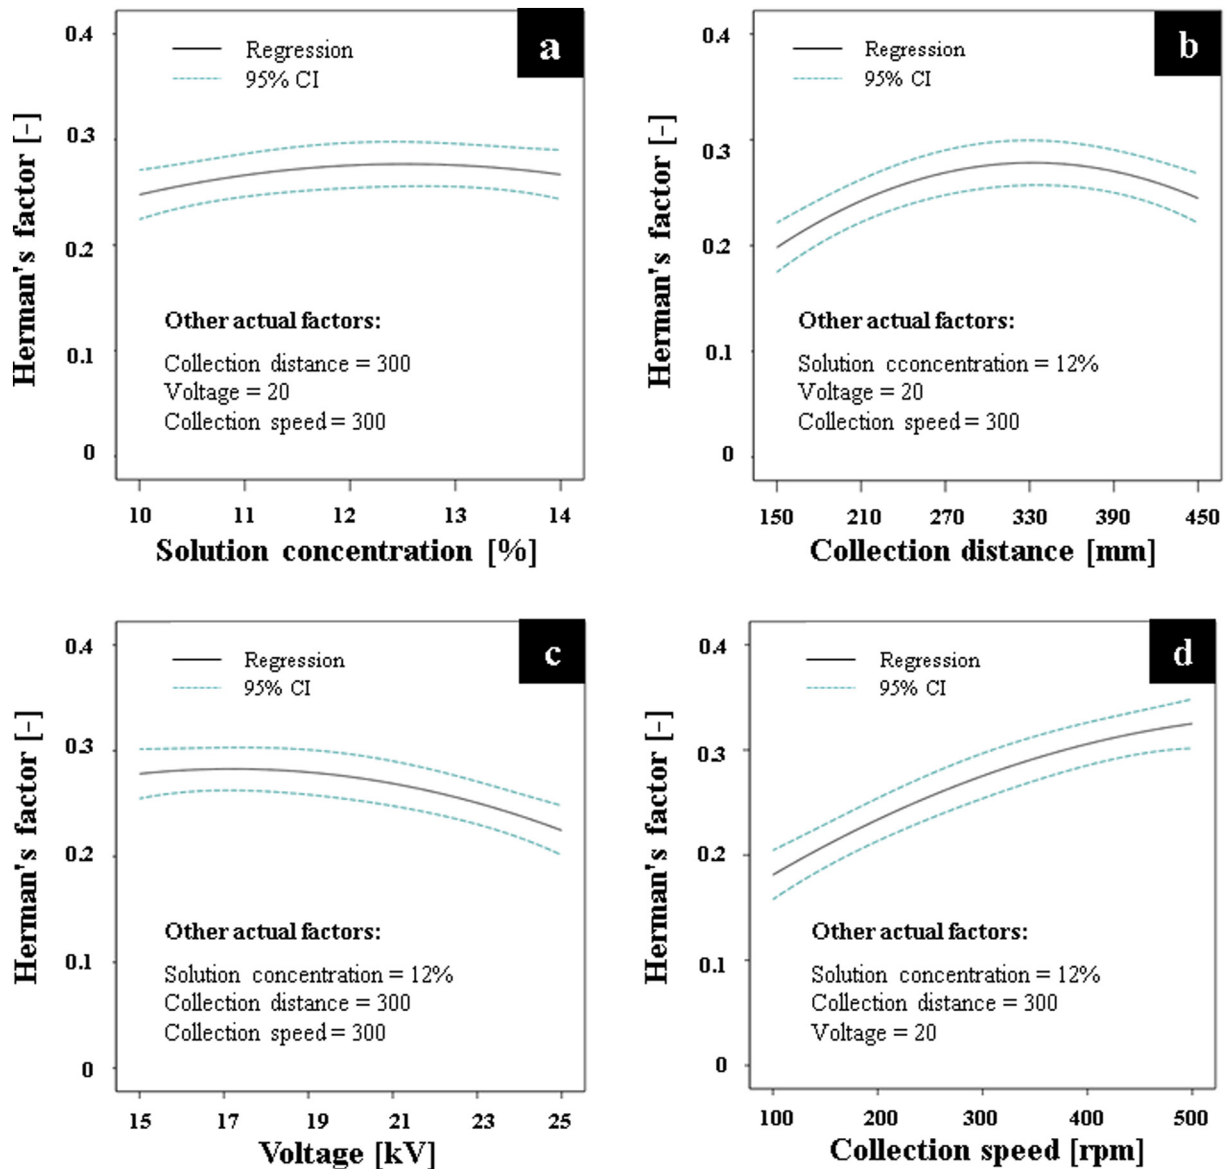 a
Regression
95% CI
0.4
0.3
0.2
0.1
0
Herman's factor [-]
Other actual factors:
Collection distance = 300
Voltage = 20
Collection speed = 300
10 11 12 13 14
Solution concentration [%]
b
Regression
95% CI
0.4
0.3
0.2
0.1
0
Herman's factor [-]
Other actual factors:
Solution cconcentration = 12%
Voltage = 20
Collection speed = 300
150 210 270 330 390 450
Collection distance [mm]
c
Regression
95% CI
0.4
0.3
0.2
0.1
0
Herman's factor [-]
Other actual factors:
Solution concentration = 12%
Collection distance = 300
Collection speed = 300
15 17 19 21 23 25
Voltage [kV]
d
Regression
95% CI
0.4
0.3
0.2
0.1
0
Herman's factor [-]
Other actual factors:
Solution concentration = 12%
Collection distance = 300
Voltage = 20
100 200 300 400 500
Collection speed [rpm]